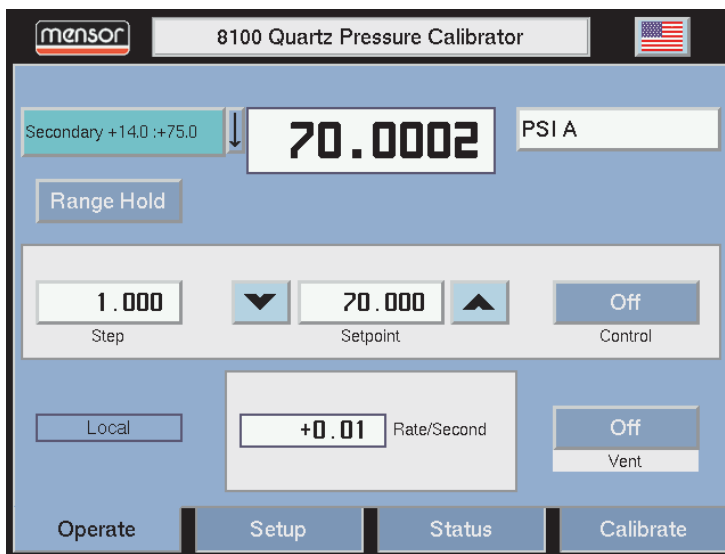 mensor
8100 Quartz Pressure Calibrator
Secondary +14.0 :+75.0
↓
70.0002
PSI A
Range Hold
1.000
70.000
Off
Step
Setpoint
Control
Local
+0.01
Rate/Second
Off
Vent
Operate
Setup
Status
Calibrate